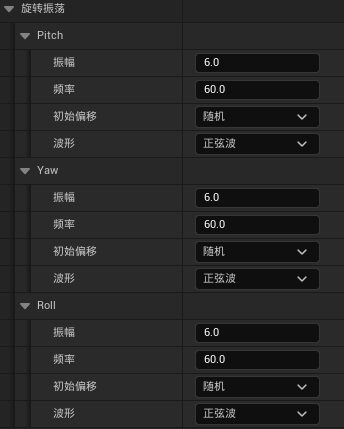 旋转振荡
Pitch
振幅 6.0
频率 60.0
初始偏移 随机
波形 正弦波
Yaw
振幅 6.0
频率 60.0
初始偏移 随机
波形 正弦波
Roll
振幅 6.0
频率 60.0
初始偏移 随机
波形 正弦波